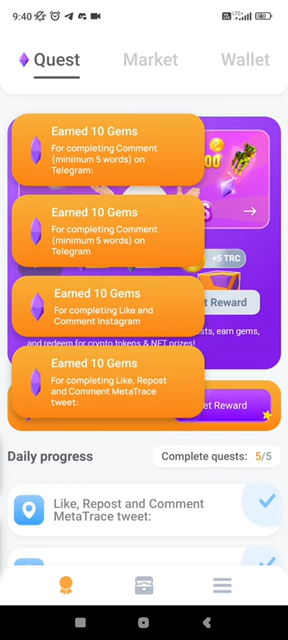 9:40
Quest Market Wallet
Earned 10 Gems
For completing Comment
(minimum 5 words) on
Telegram:
Earned 10 Gems
For completing Comment
(minimum 5 words) on
Telegram
+5 TRC
Earned 10 Gems
For completing Like and
Comment Instagram
t Reward
sts, earn gems,
and redeem for crypto tokens & NFT prizes!
Earned 10 Gems
For completing Like, Repost
and Comment MetaTrace
tweet:
et Reward
Daily progress
Complete quests: 5/5
Like, Repost and Comment
MetaTrace tweet: